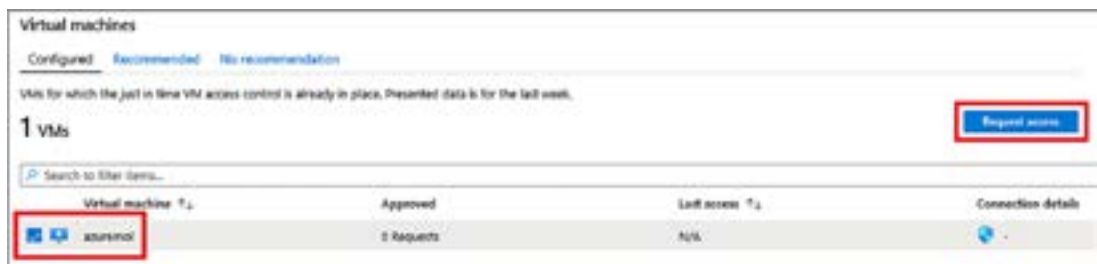 Virtual machines
Configured Recommended No recommendation
VMs for which the just in time VM access control is already in place. Presented data is for the last week.
1 VMs
Request access
Search to filter items...
Virtual machine ↑↓ Approved Last access ↑↓ Connection details
azuremol 0 Requests N/A -